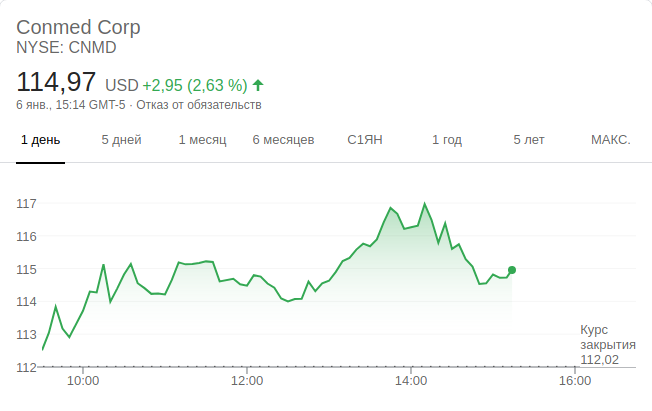 Conmed Corp
NYSE: CNMD
114,97 USD +2,95 (2,63 %)
6 янв., 15:14 GMT-5 · Отказ от обязательств
1 день 5 дней 1 месяц 6 месяцев С1ЯН 1 год 5 лет МАКС.
117
116
115
114
113
112
Курс
закрытия
112,02
10:00 12:00 14:00 16:00